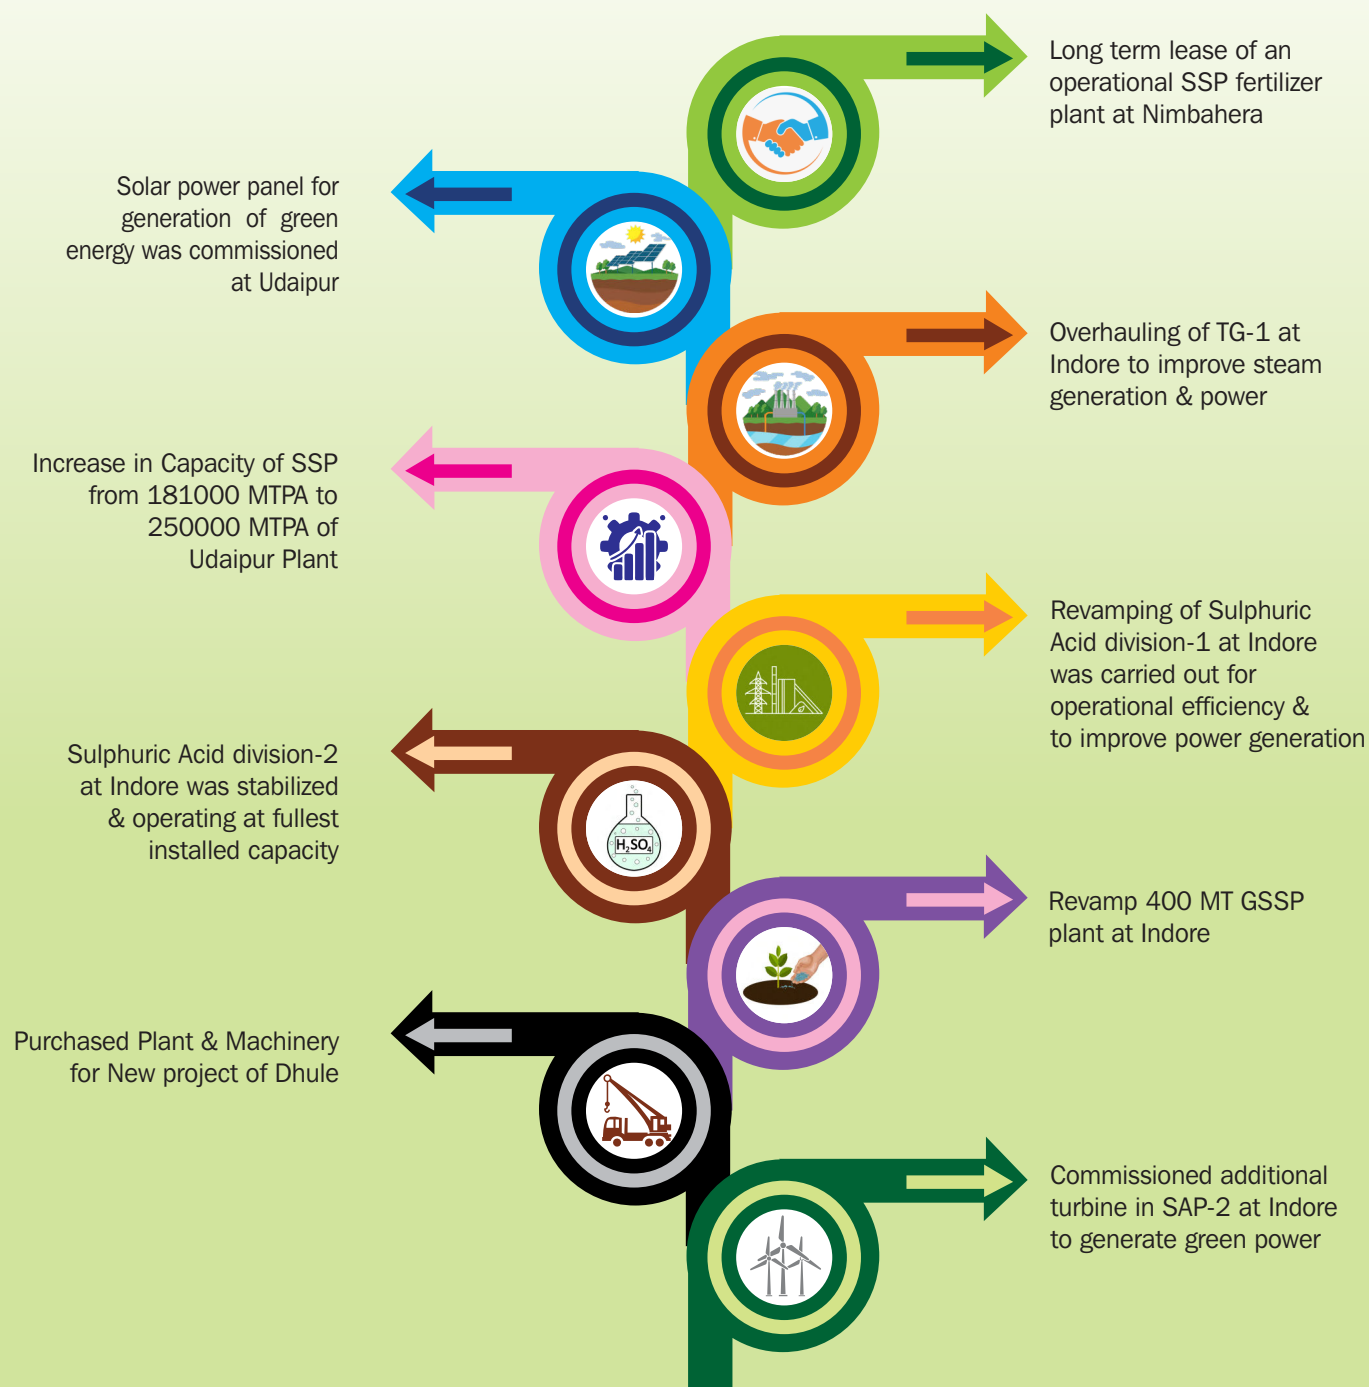 Long term lease of an
operational SSP fertilizer
plant at Nimbahera
Solar power panel for
generation of green
energy was commissioned
at Udaipur
Overhauling of TG-1 at
Indore to improve steam
generation & power
Increase in Capacity of SSP
from 181000 MTPA to
250000 MTPA of
Udaipur Plant
Revamping of Sulphuric
Acid division-1 at Indore
was carried out for
operational efficiency &
to improve power generation
Sulphuric Acid division-2
at Indore was stabilized
& operating at fullest
installed capacity
H₂SO₄
Revamp 400 MT GSSP
plant at Indore
Purchased Plant & Machinery
for New project of Dhule
Commissioned additional
turbine in SAP-2 at Indore
to generate green power